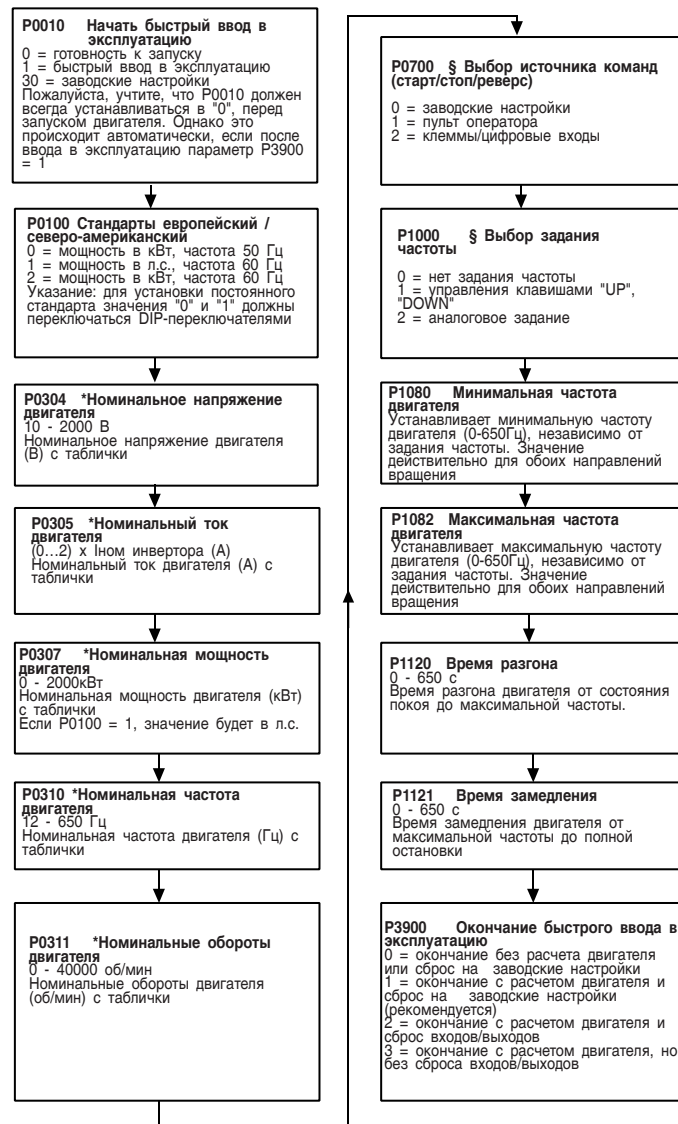 P0010 Начать быстрый ввод в
эксплуатацию
0 = готовность к запуску
1 = быстрый ввод в эксплуатацию
30 = заводские настройки
Пожалуйста, учтите, что P0010 должен
всегда устанавливаться в "0", перед
запуском двигателя. Однако это
происходит автоматически, если после
ввода в эксплуатацию параметр P3900
= 1
P0100 Стандарты европейский /
северо-американский
0 = мощность в кВт, частота 50 Гц
1 = мощность в л.с., частота 60 Гц
2 = мощность в кВт, частота 60 Гц
Указание: для установки постоянного
стандарта значения "0" и "1" должны
переключаться DIP-переключателями
P0304 *Номинальное напряжение
двигателя
10 - 2000 В
Номинальное напряжение двигателя
(В) с таблички
P0305 *Номинальный ток
двигателя
(0...2) x Iном инвертора (А)
Номинальный ток двигателя (А) с
таблички
P0307 *Номинальная мощность
двигателя
0 - 2000кВт
Номинальная мощность двигателя (кВт)
с таблички
Если P0100 = 1, значение будет в л.с.
P0310 *Номинальная частота
двигателя
12 - 650 Гц
Номинальная частота двигателя (Гц) с
таблички
P0311 *Номинальные обороты
двигателя
0 - 40000 об/мин
Номинальные обороты двигателя
(об/мин) с таблички
P0700 § Выбор источника команд
(старт/стоп/реверс)
0 = заводские настройки
1 = пульт оператора
2 = клеммы/цифровые входы
P1000 § Выбор задания
частоты
0 = нет задания частоты
1 = управления клавишами "UP",
"DOWN"
2 = аналоговое задание
P1080 Минимальная частота
двигателя
Устанавливает минимальную частоту
двигателя (0-650Гц), независимо от
задания частоты. Значение
действительно для обоих направлений
вращения
P1082 Максимальная частота
двигателя
Устанавливает максимальную частоту
двигателя (0-650Гц), независимо от
задания частоты. Значение
действительно для обоих направлений
вращения
P1120 Время разгона
0 - 650 с
Время разгона двигателя от состояния
покоя до максимальной частоты.
P1121 Время замедления
0 - 650 с
Время замедления двигателя от
максимальной частоты до полной
остановки
P3900 Окончание быстрого ввода в
эксплуатацию
0 = окончание без расчета двигателя
или сброс на заводские настройки
1 = окончание с расчетом двигателя и
сброс на заводские настройки
(рекомендуется)
2 = окончание с расчетом двигателя и
сброс входов/выходов
3 = окончание с расчетом двигателя, но
без сброса входов/выходов